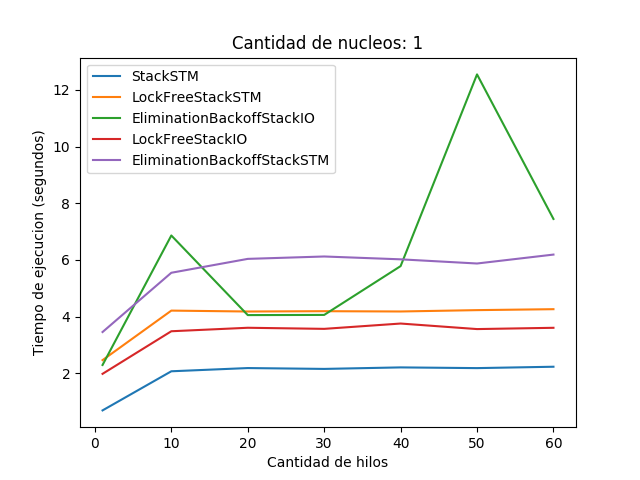 Cantidad de nucleos: 1
StackSTM
LockFreeStackSTM
EliminationBackoffStackIO
LockFreeStackIO
EliminationBackoffStackSTM
Tiempo de ejecucion (segundos)
12
10
8
6
4
2
0 10 20 30 40 50 60
Cantidad de hilos